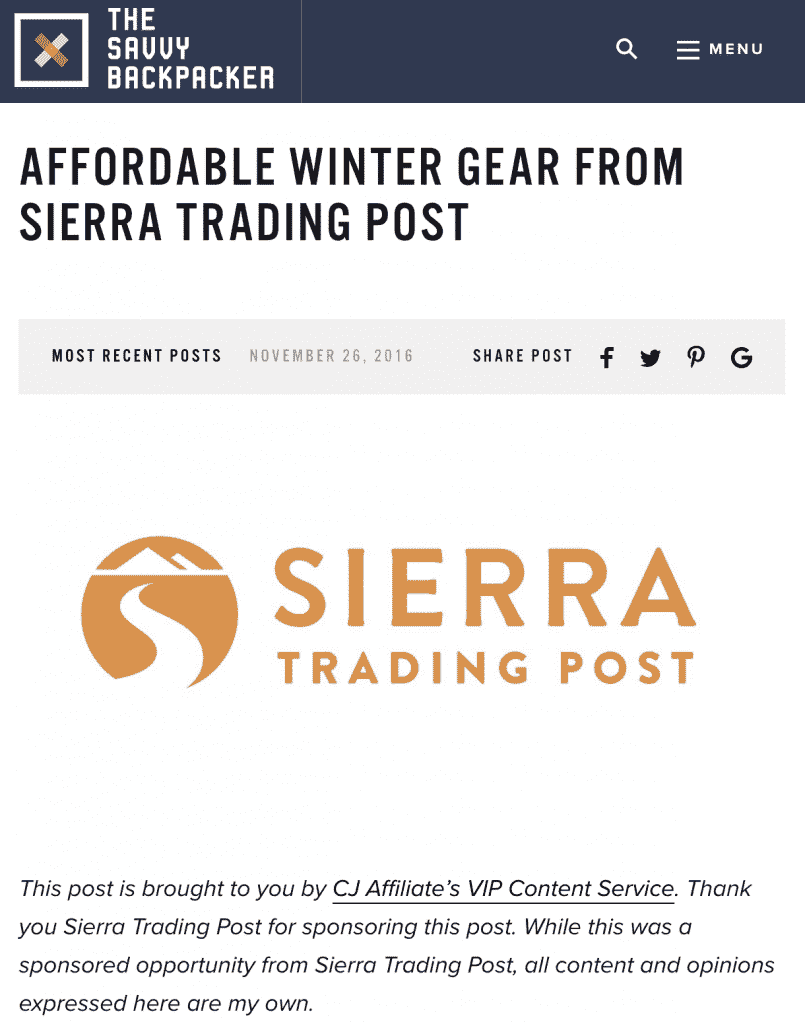 THE
SAVVY
BACKPACKER
MENU
AFFORDABLE WINTER GEAR FROM
SIERRA TRADING POST
MOST RECENT POSTS NOVEMBER 26, 2016 SHARE POST
SIERRA
TRADING POST
This post is brought to you by CJ Affiliate’s VIP Content Service. Thank
you Sierra Trading Post for sponsoring this post. While this was a
sponsored opportunity from Sierra Trading Post, all content and opinions
expressed here are my own.